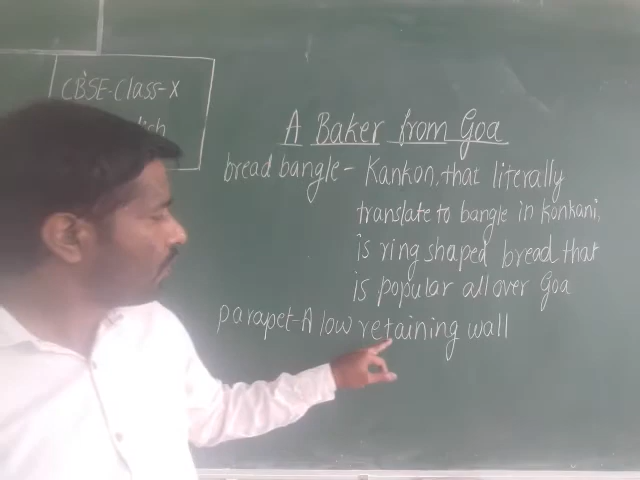 CBSE-Class-X
A Baker from Goa
bread bangle - Kankon, that literally
translate to bangle in Konkani,
is ring shaped bread that
is popular all over Goa
parapet - A low retaining wall